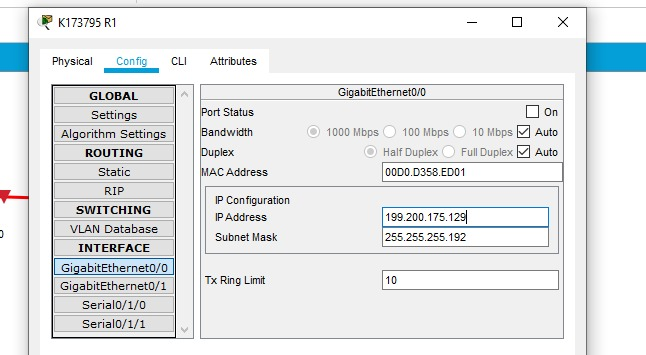 K173795 R1
Physical Config CLI Attributes
GLOBAL
Settings
Algorithm Settings
ROUTING
Static
RIP
SWITCHING
VLAN Database
INTERFACE
GigabitEthernet0/0
GigabitEthernet0/1
Serial0/1/0
Serial0/1/1
GigabitEthernet0/0
Port Status On
Bandwidth 1000 Mbps 100 Mbps 10 Mbps Auto
Duplex Half Duplex Full Duplex Auto
MAC Address 00D0.D358.ED01
IP Configuration
IP Address 199.200.175.129
Subnet Mask 255.255.255.192
Tx Ring Limit 10